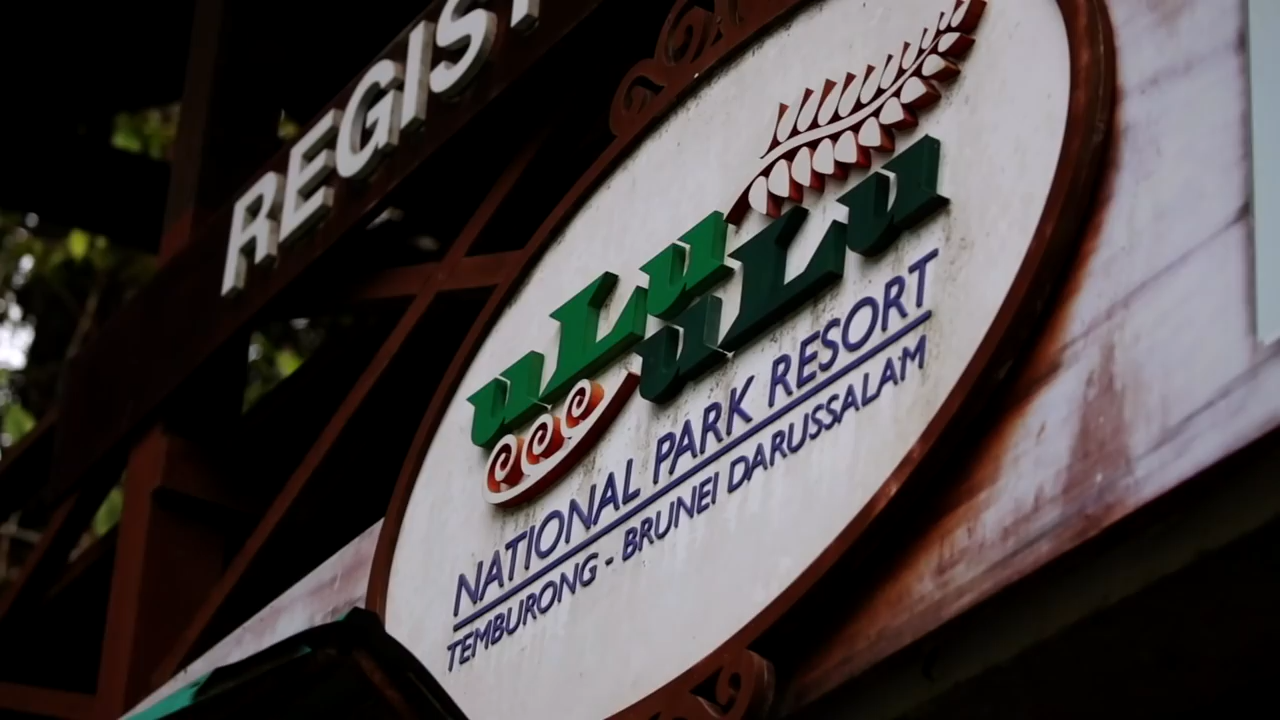 REGIST
uLu
uLu
NATIONAL PARK RESORT
TEMBURONG - BRUNEI DARUSSALAM